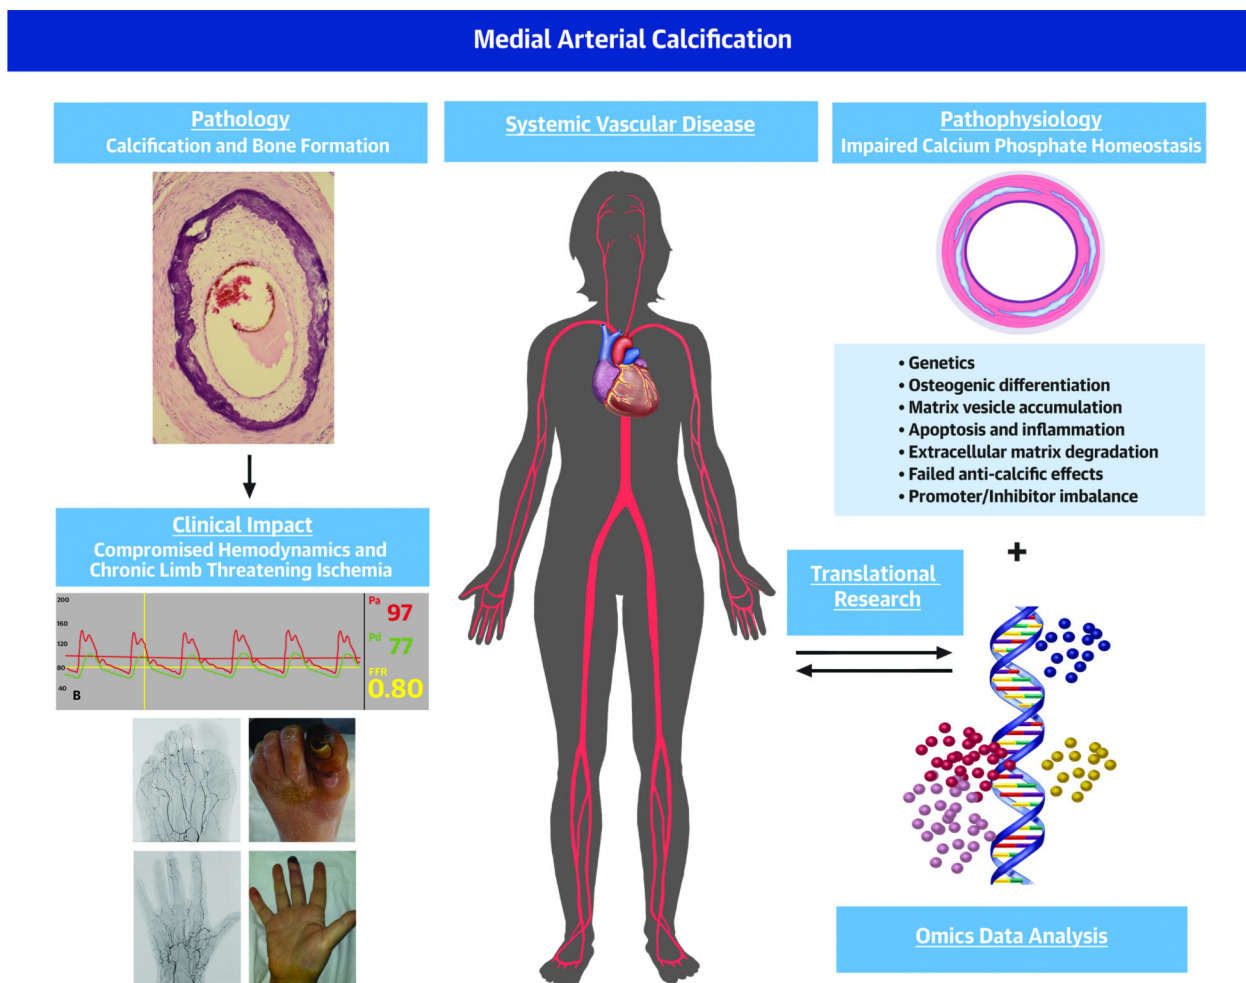 Medial Arterial Calcification
Pathology
Calcification and Bone Formation
Systemic Vascular Disease
Pathophysiology
Impaired Calcium Phosphate Homeostasis
• Genetics
• Osteogenic differentiation
• Matrix vesicle accumulation
• Apoptosis and inflammation
• Extracellular matrix degradation
• Failed anti-calcific effects
• Promoter/Inhibitor imbalance
Clinical Impact
Compromised Hemodynamics and
Chronic Limb Threatening Ischemia
200
160
120
80
40
B
Pa
97
Pd
77
FFR
0.80
+
Translational
Research
Omics Data Analysis